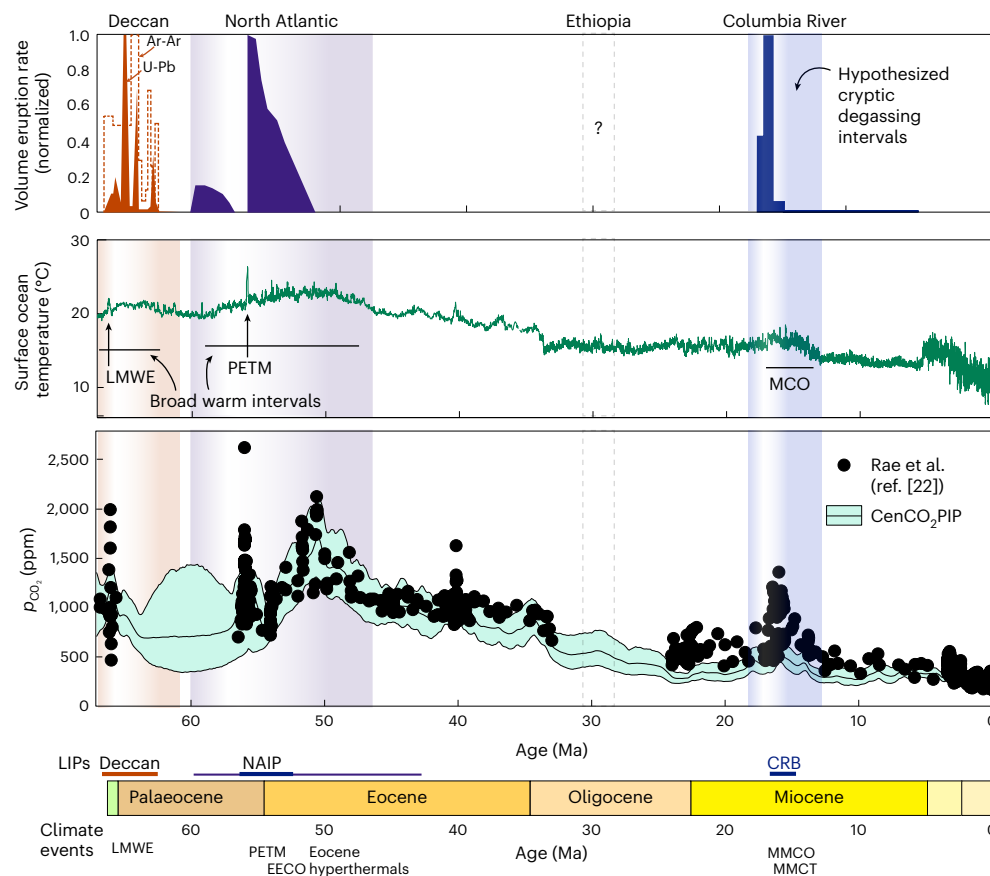 Deccan North Atlantic Ethiopia Columbia River
Volume eruption rate
(normalized)
1.0
0.8
0.6
0.4
0.2
0
Ar-Ar
U-Pb
?
Hypothesized
cryptic
degassing
intervals
Surface ocean
temperature (°C)
30
20
10
LMWE
PETM
Broad warm intervals
MCO
pCO2 (ppm)
2,500
2,000
1,500
1,000
500
0
Rae et al.
(ref. [22])
CenCO2PIP
60 50 40 30 20 10 0
Age (Ma)
LIPs Deccan NAIP CRB
Palaeocene Eocene Oligocene Miocene
Climate
events
60 50 40 30 20 10 0
LMWE PETM Eocene Age (Ma) MMCO
EECO hyperthermals MMCT